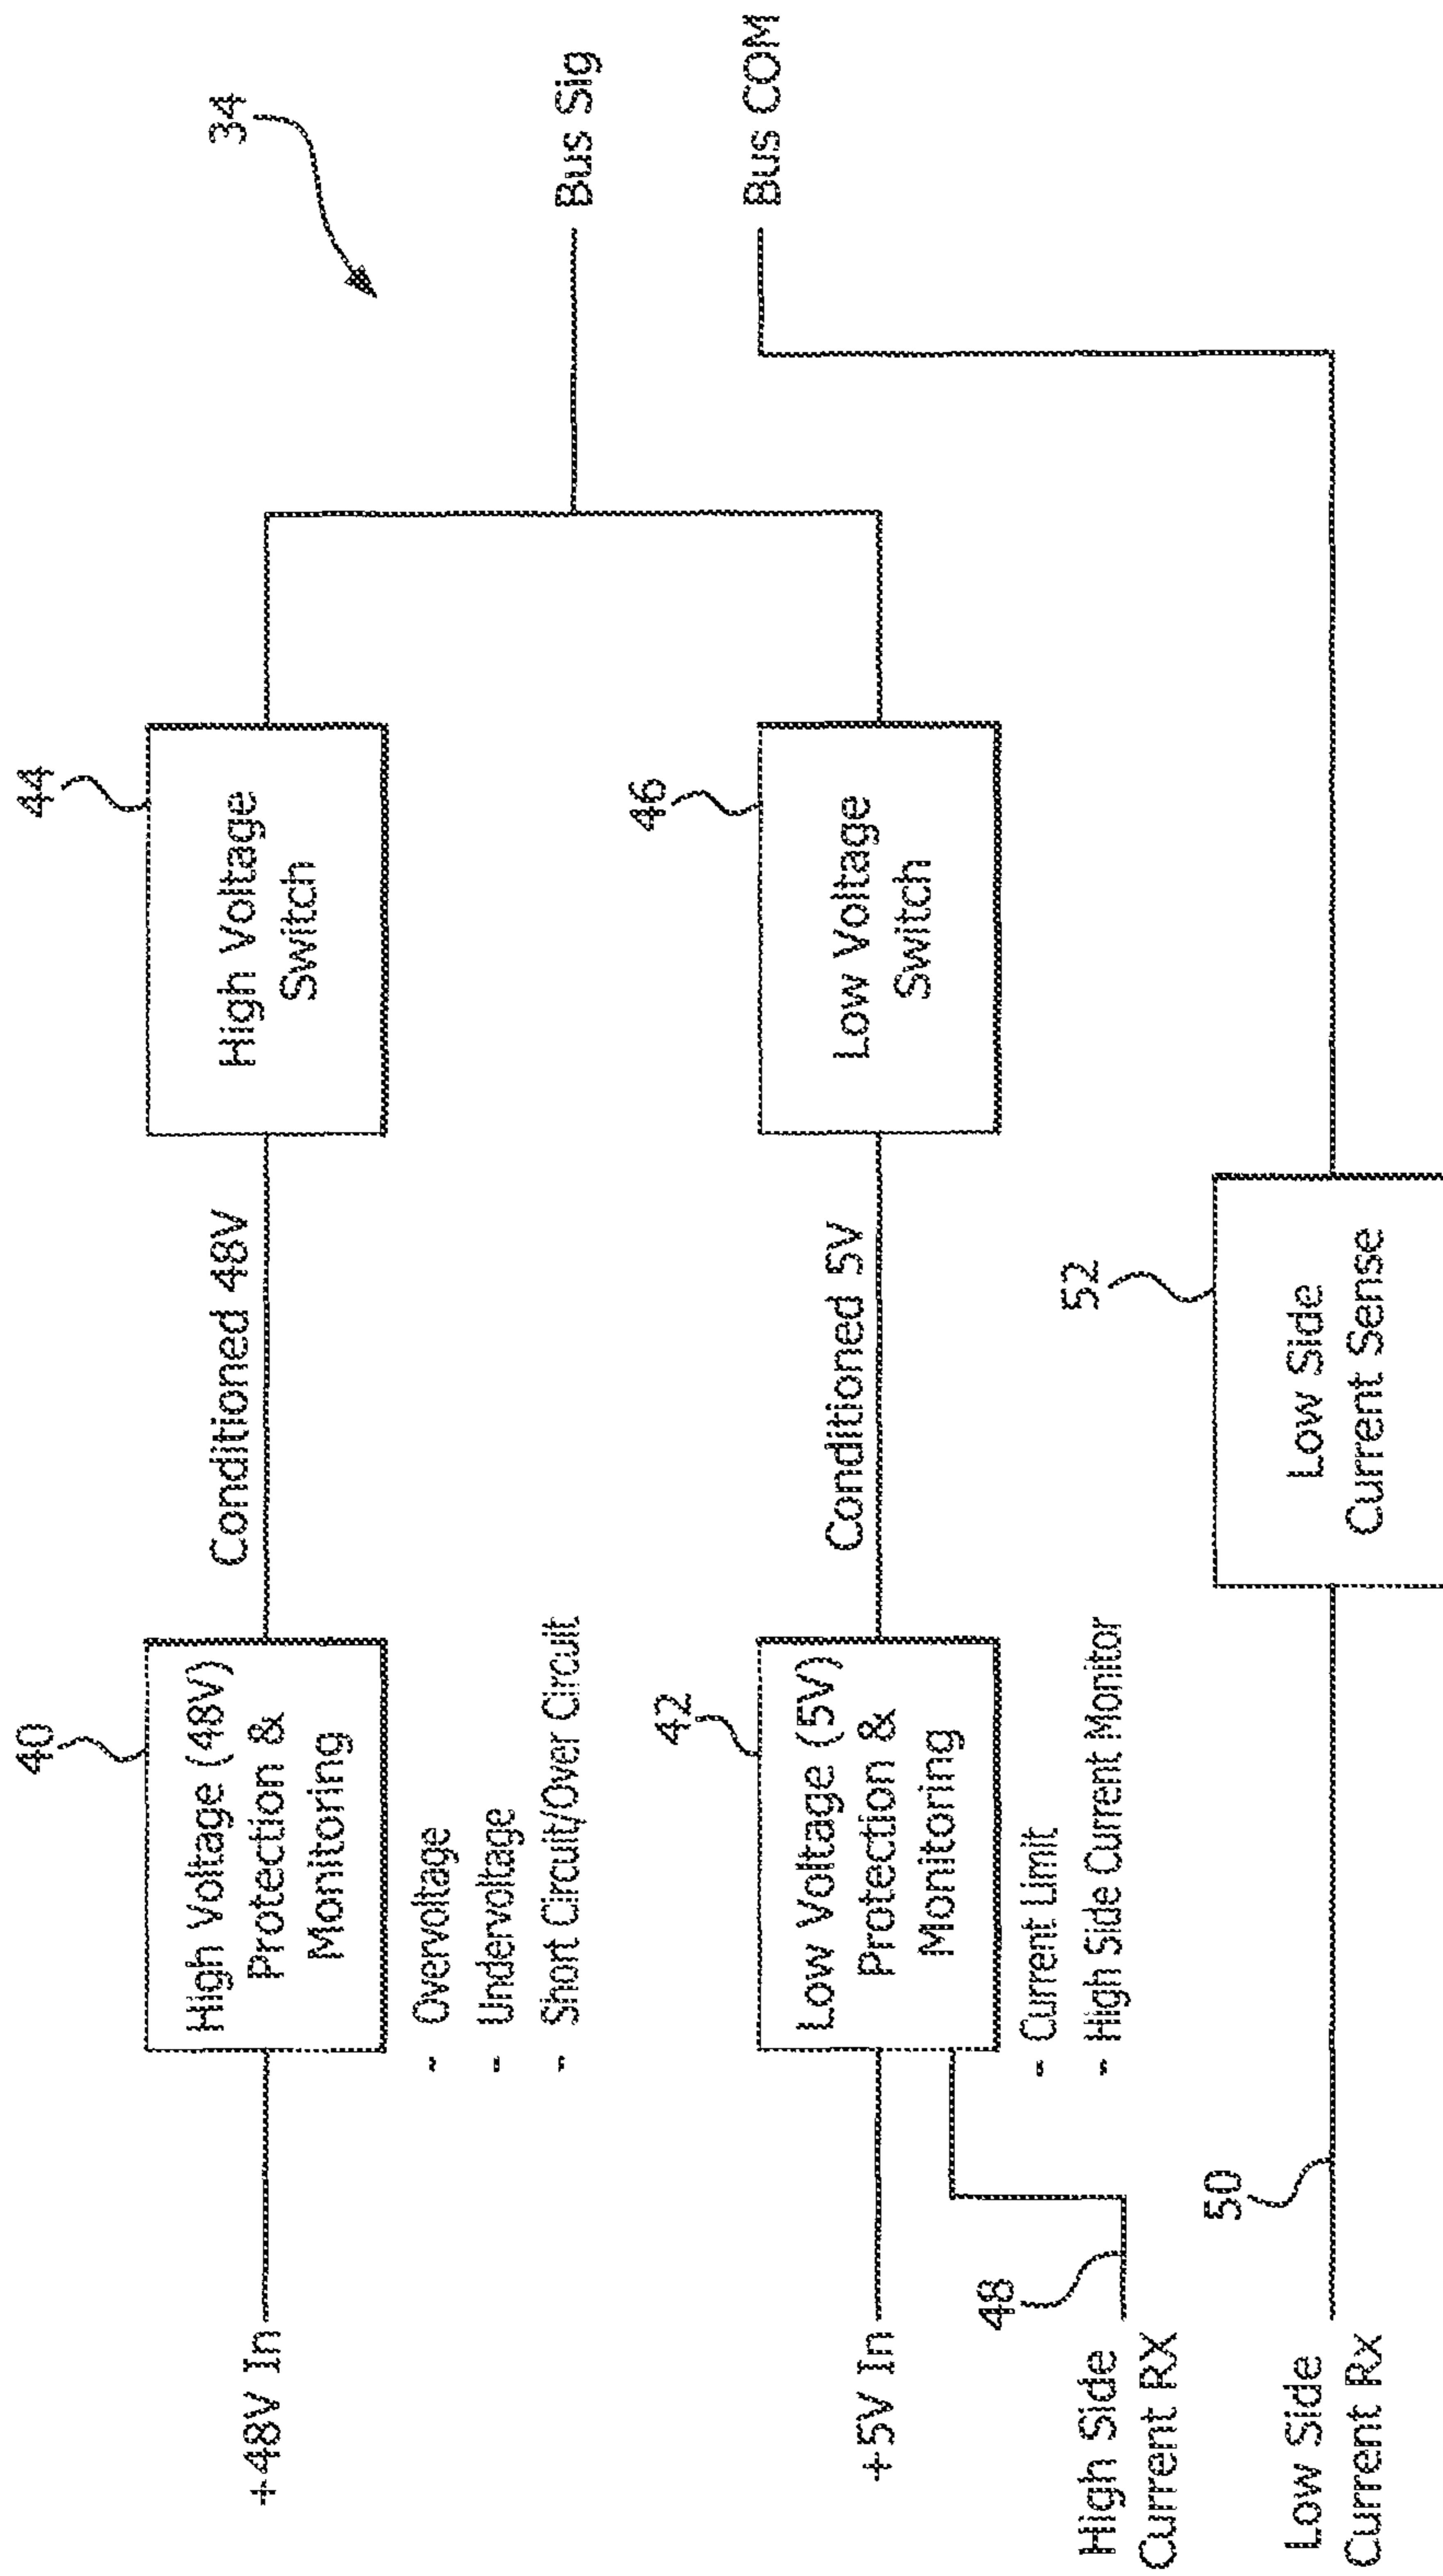 34
40
44
+48V In
High Voltage (48V)
Protection &
Monitoring
Conditioned 48V
High Voltage
Switch
- Overvoltage
- Undervoltage
- Short Circuit/Over Circuit
Bus Sig
42
46
+5V In
Low Voltage (5V)
Protection &
Monitoring
Conditioned 5V
Low Voltage
Switch
Bus COM
- Current Limit
- High Side Current Monitor
48
High Side
Current RX
52
50
Low Side
Current Rx
Low Side
Current Sense